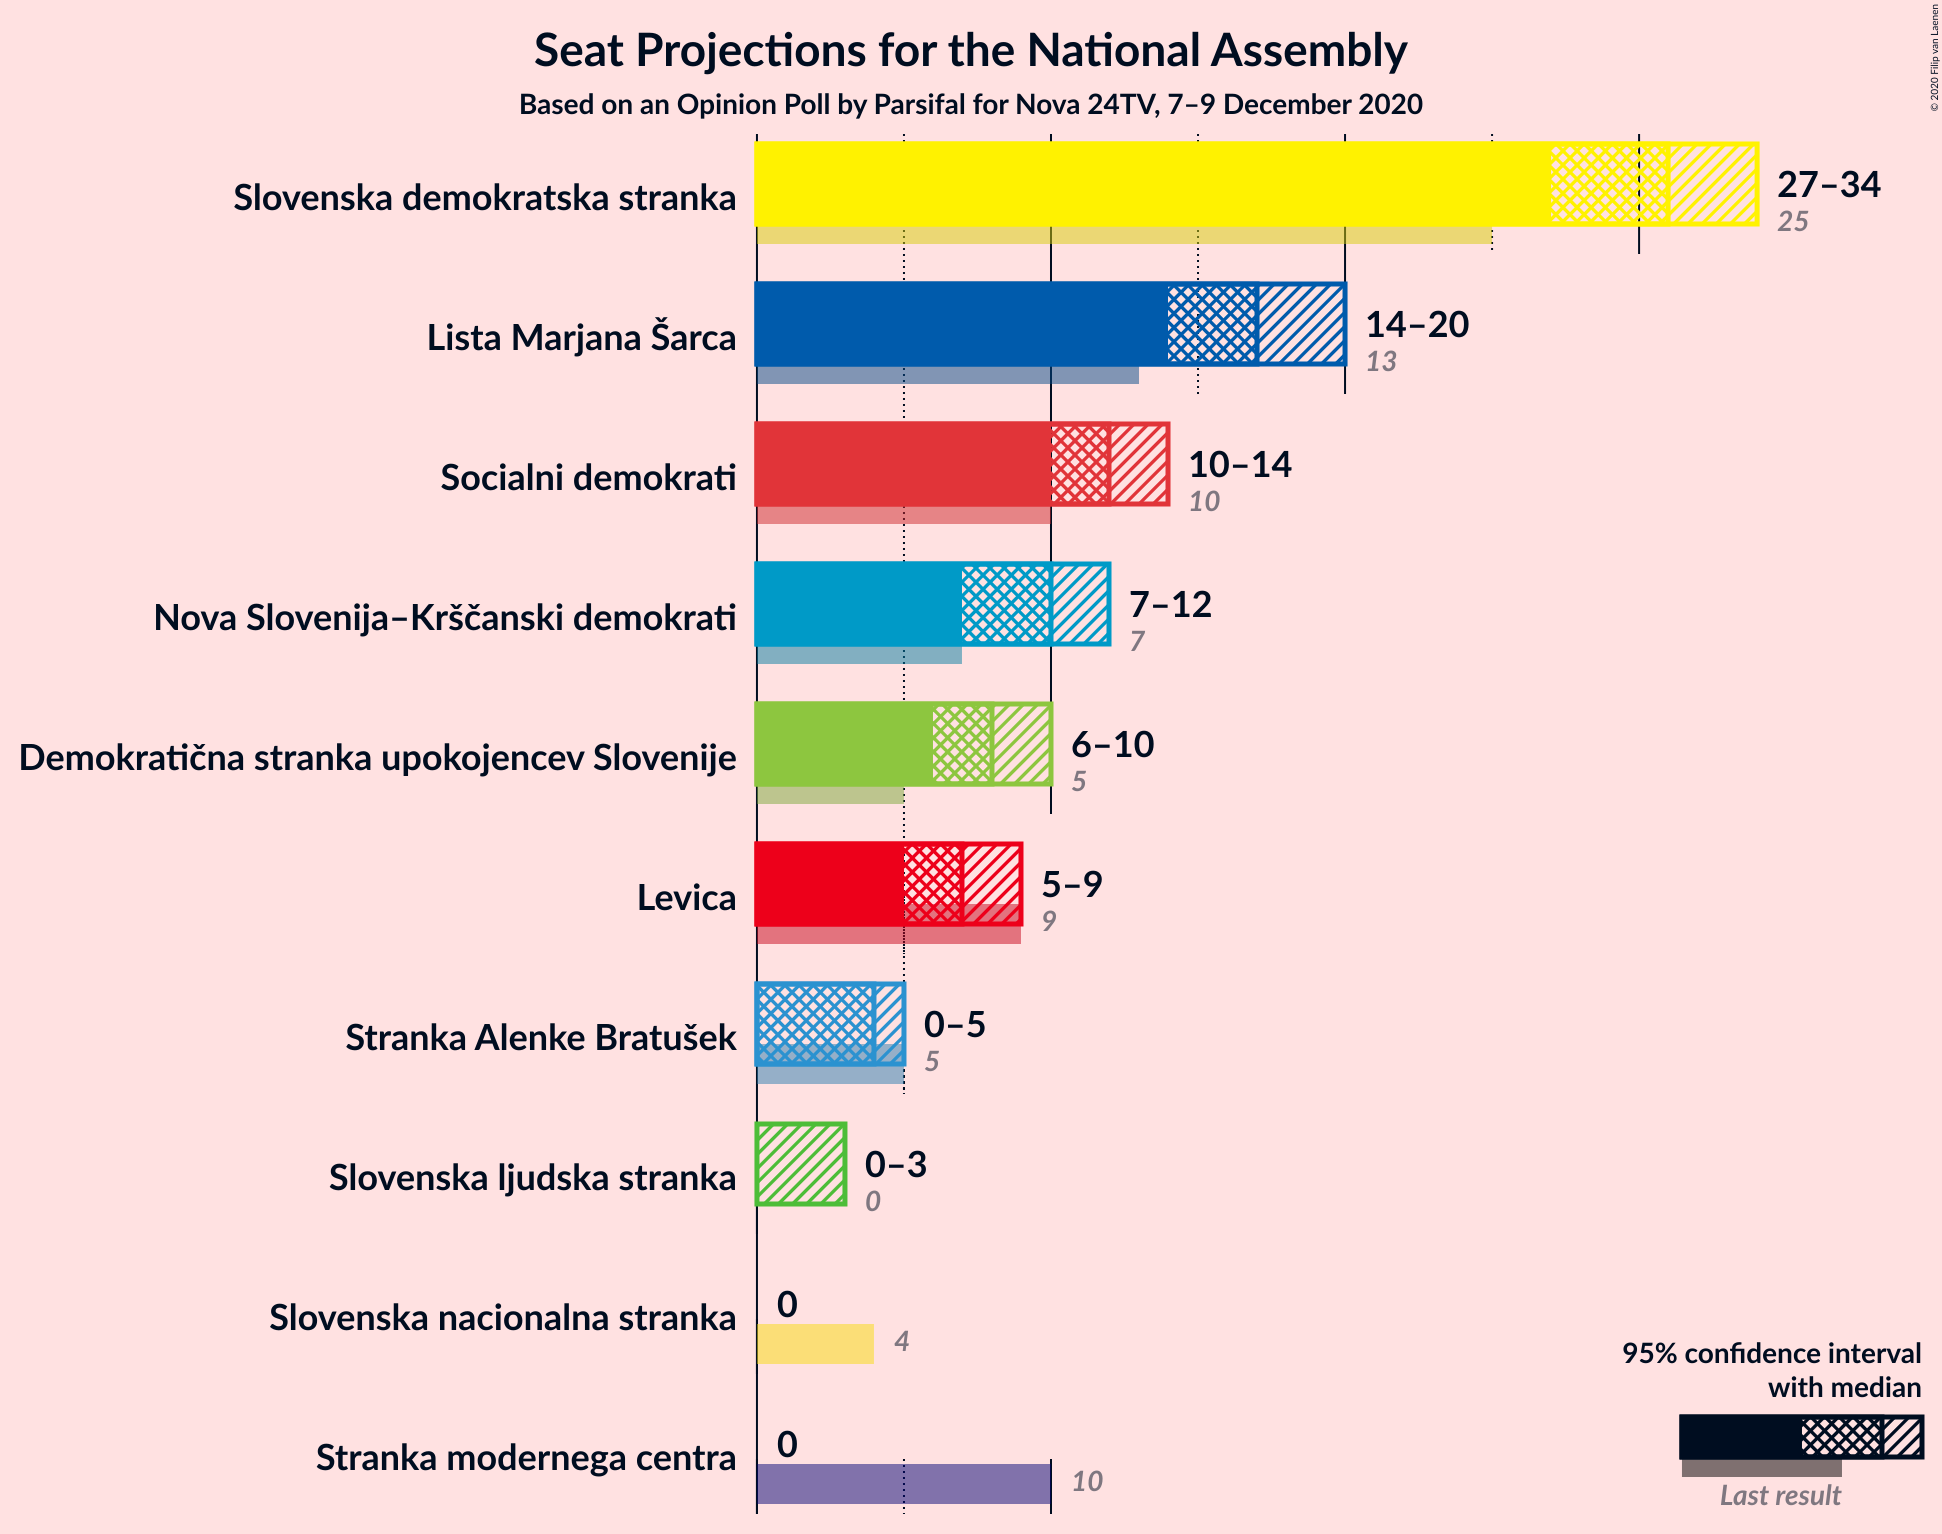 Seat Projections for the National Assembly
Based on an Opinion Poll by Parsifal for Nova 24TV, 7–9 December 2020
© 2020 Filip van Laenen
Slovenska demokratska stranka
27–34
25
Lista Marjana Šarca
14–20
13
Socialni demokrati
10–14
10
Nova Slovenija–Krščanski demokrati
7–12
7
Demokratična stranka upokojencev Slovenije
6–10
5
Levica
5–9
9
Stranka Alenke Bratušek
0–5
5
Slovenska ljudska stranka
0–3
0
Slovenska nacionalna stranka
0
4
Stranka modernega centra
0
10
95% confidence interval
with median
Last result